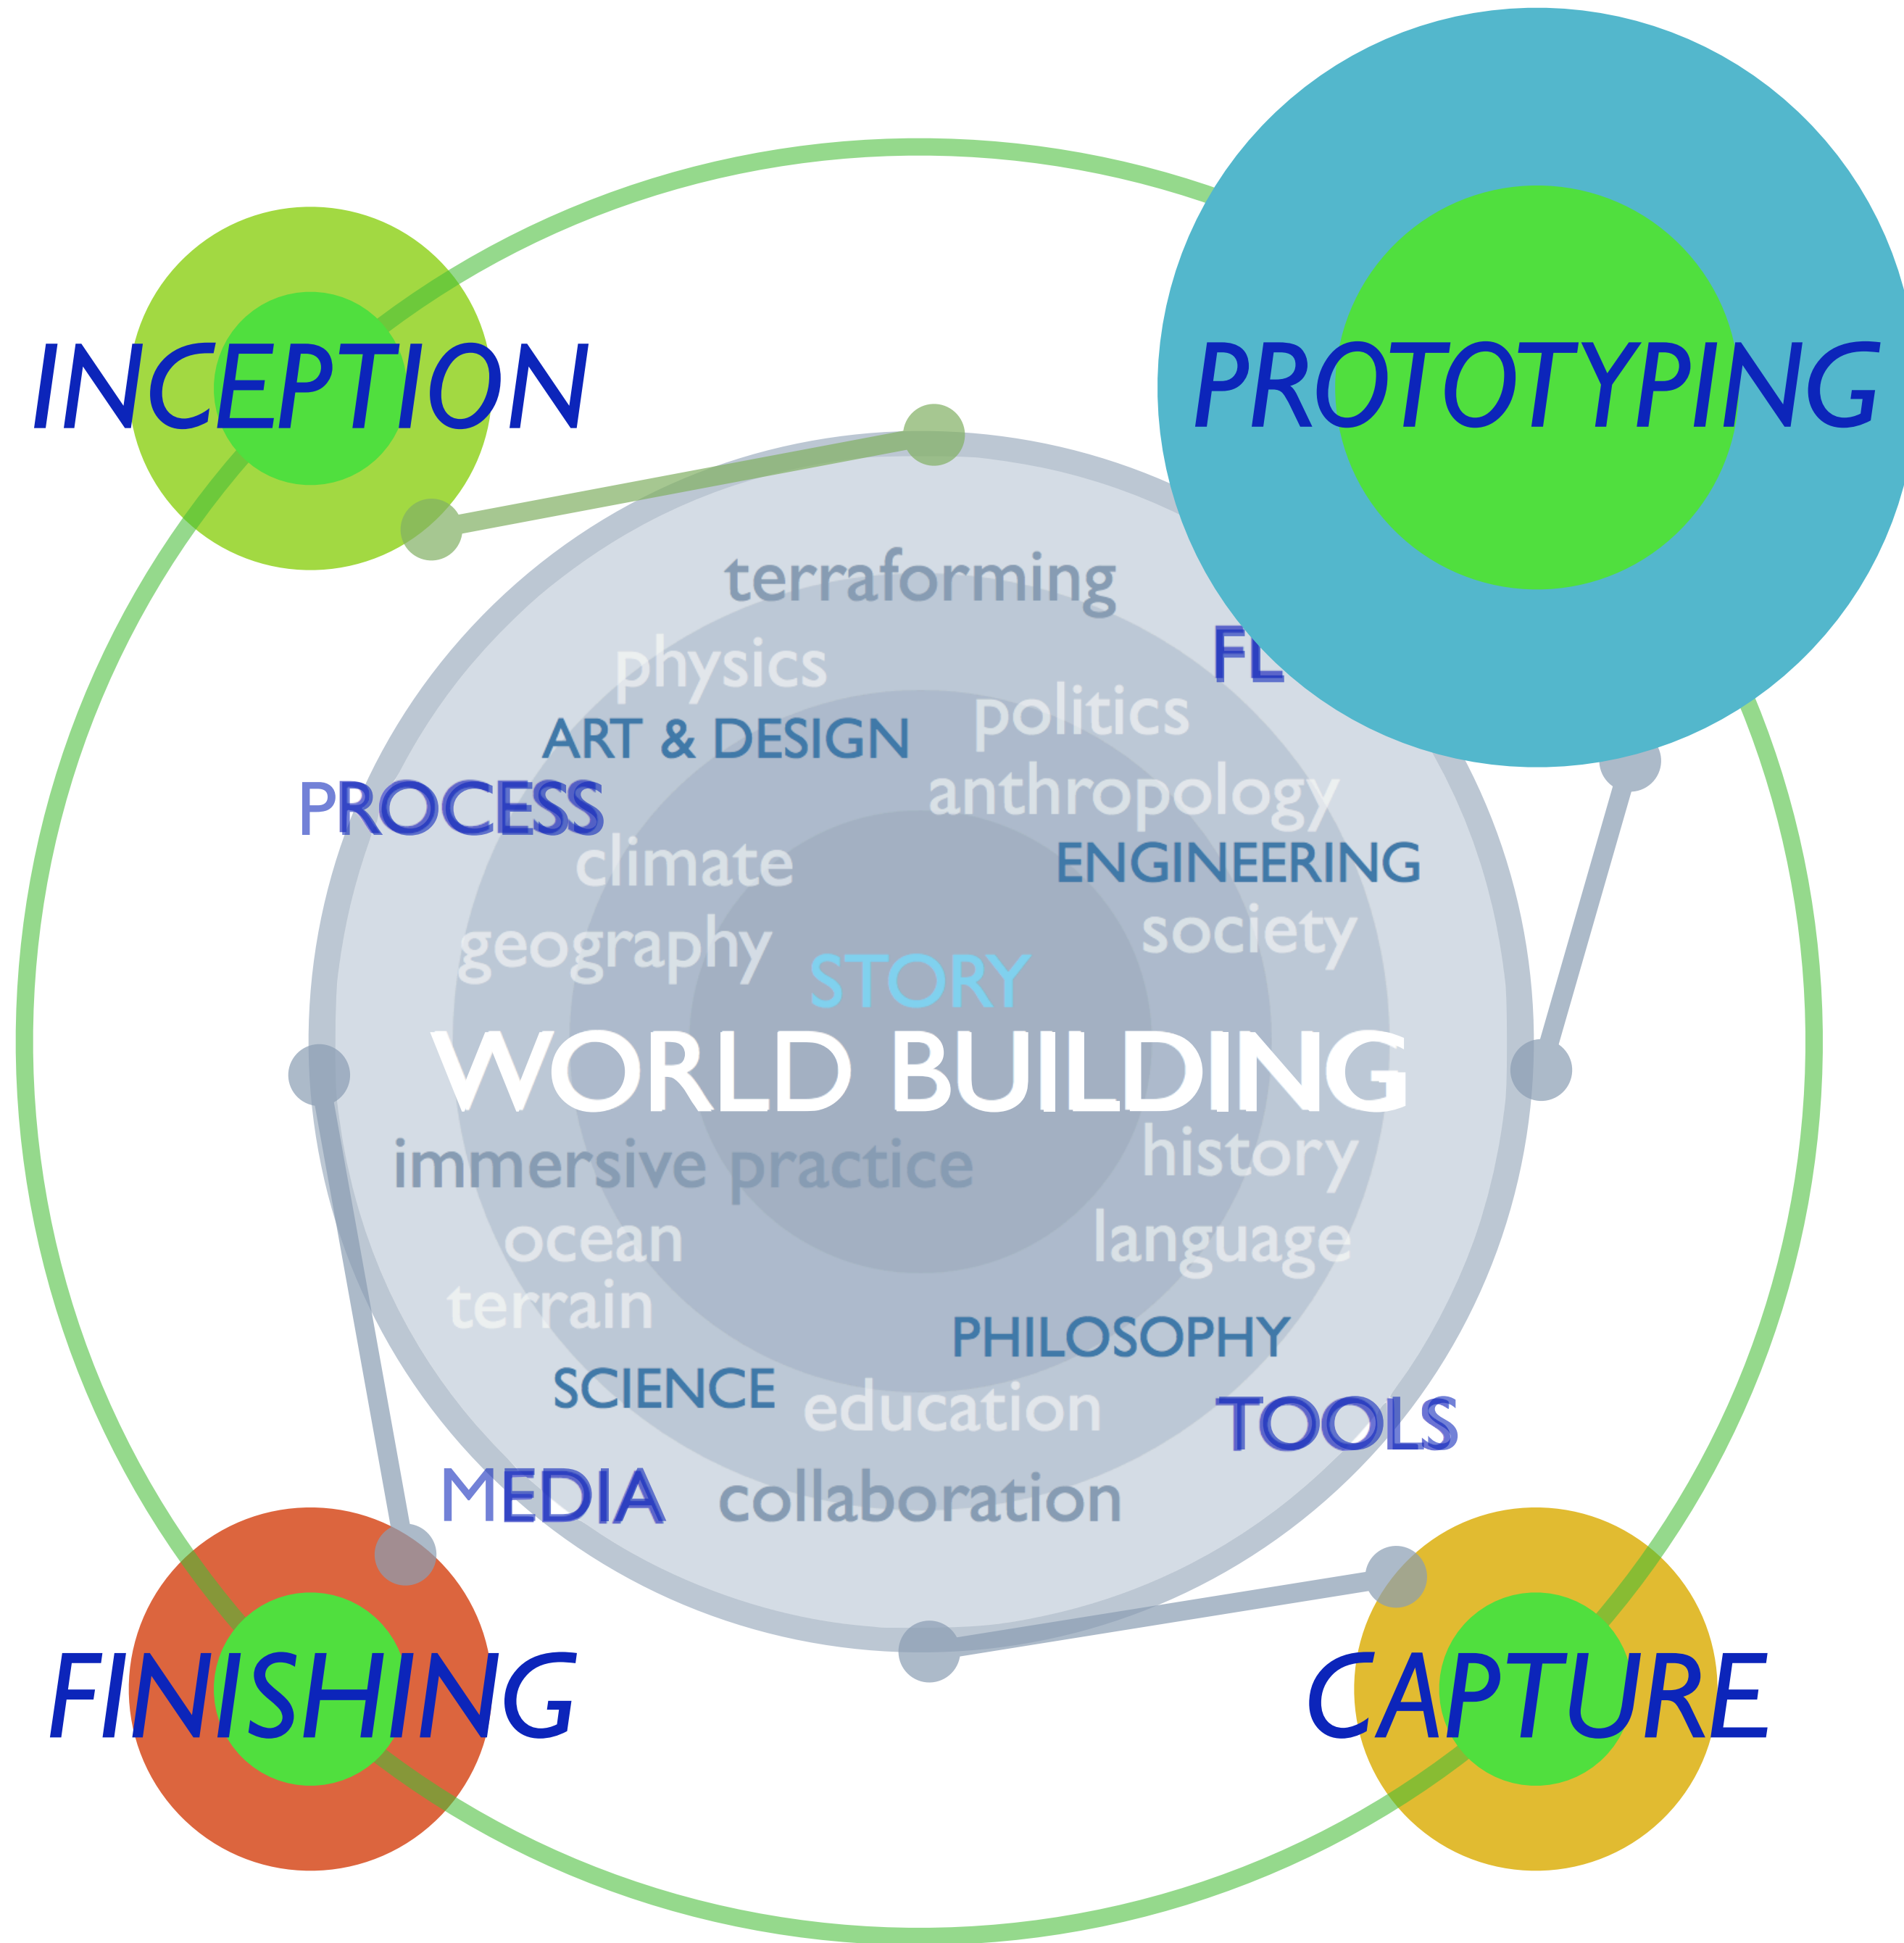 INCEPTION
PROTOTYPING
terraforming
physics
FL
politics
ART & DESIGN
anthropology
PROCESS
climate
ENGINEERING
geography
society
STORY
WORLD BUILDING
immersive practice
history
ocean
language
terrain
PHILOSOPHY
SCIENCE
education
TOOLS
MEDIA
collaboration
FINISHING
CAPTURE